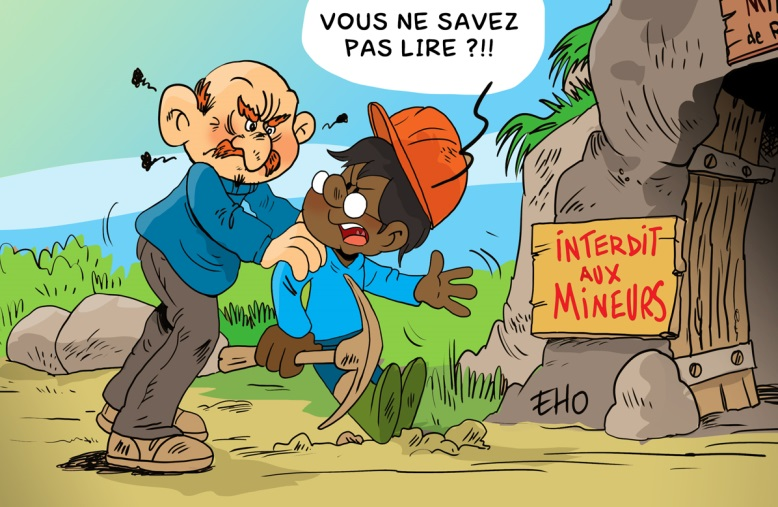 VOUS NE SAVEZ
PAS LIRE ?!!
INTERDIT
AUX
MINEURS
EHO